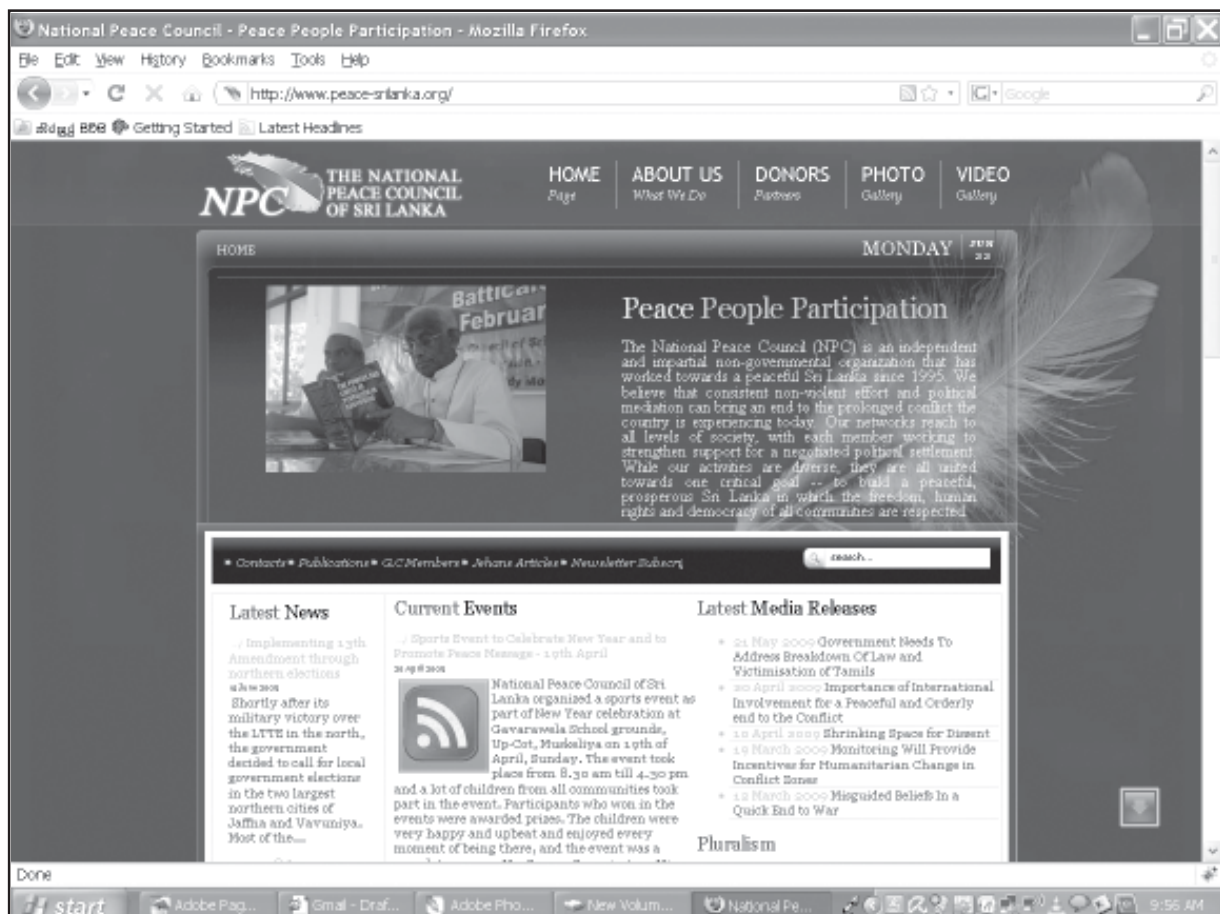 National Peace Council - Peace People Participation - Mozilla Firefox
File Edit View History Bookmarks Tools Help
http://www.peace-srilanka.org/
Google
Getting Started Latest Headlines
NPC
THE NATIONAL
PEACE COUNCIL
OF SRI LANKA
HOME
Page
ABOUT US
What We Do
DONORS
Partners
PHOTO
Gallery
VIDEO
Gallery
HOME
MONDAY JUN
22
Batticaloa
Februar
Peace People Participation
The National Peace Council (NPC) is an independent
and impartial non-governmental organization that has
worked towards a peaceful Sri Lanka since 1995. We
believe that consistent non-violent effort and political
mediation can bring an end to the prolonged conflict the
country is experiencing today. Our networks reach to
all levels of society, with each member working to
strengthen support for a negotiated political settlement.
While our activities are diverse, they are all united
towards one critical goal -- to build a peaceful,
prosperous Sri Lanka in which the freedom, human
rights and democracy of all communities are respected
Contacts Publications GC Members Jehans Articles Newsletter Subscri
search...
Latest News
../ Implementing 13th
Amendment through
northern elections
Shortly after its
military victory over
the LTTE in the north,
the government
decided to call for local
government elections
in the two largest
northern cities of
Jaffna and Vavuniya.
Most of the....
Current Events
../ Sports Event to Celebrate New Year and to
Promote Peace Message - 19th April
National Peace Council of Sri
Lanka organized a sports event as
part of New Year celebration at
Gavarawela School grounds,
Up-Cot, Muskeliya on 19th of
April, Sunday. The event took
place from 8.30 am till 4.30 pm
and a lot of children from all communities took
part in the event. Participants who won in the
events were awarded prizes. The children were
very happy and upbeat and enjoyed every
moment of being there, and the event was a
Latest Media Releases
21 May 2009 Government Needs To
Address Breakdown Of Law and
Victimisation of Tamils
20 April 2009 Importance of International
Involvement for a Peaceful and Orderly
end to the Conflict
10 April 2009 Shrinking Space for Dissent
19 March 2009 Monitoring Will Provide
Incentives for Humanitarian Change in
Conflict Zones
12 March 2009 Misguided Beliefs In a
Quick End to War
Pluralism
Done
start Adobe Pag... Gmail - Draf... Adobe Pho... New Volum... National Pe... 9:56 AM